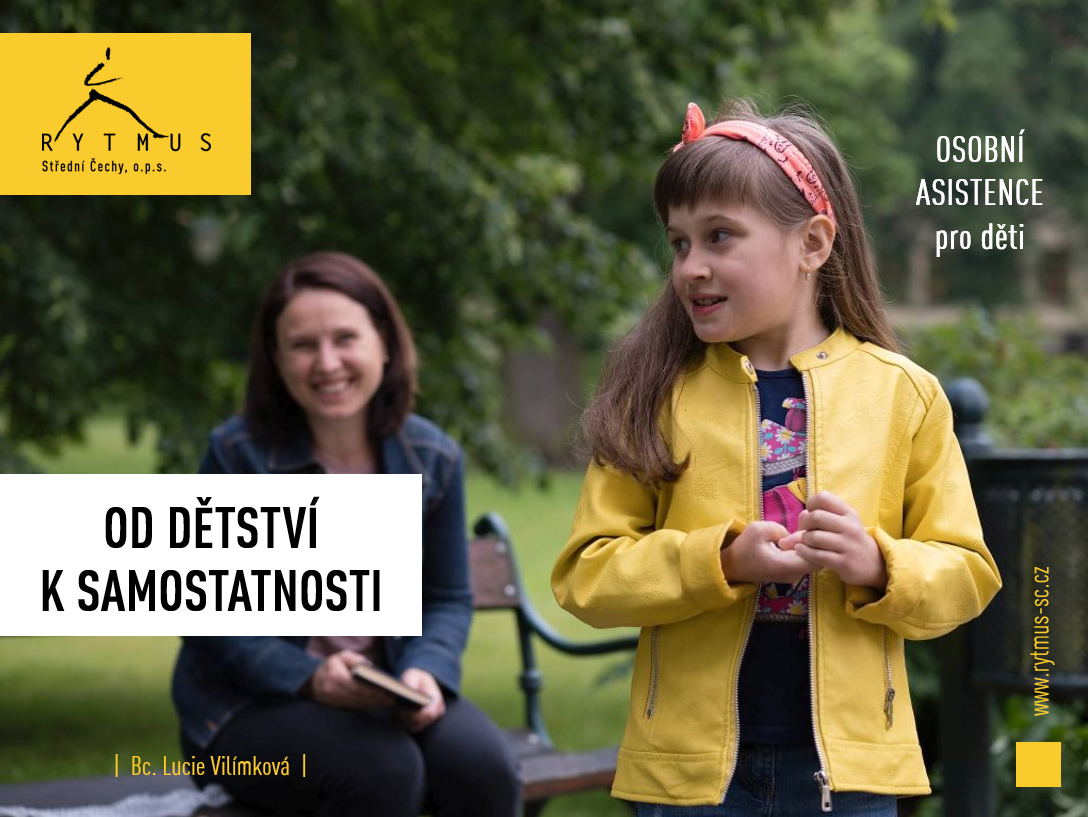 RYTMUS
Střední Čechy, o.p.s.
OSOBNÍ
ASISTENCE
pro děti
OD DĚTSTVÍ
K SAMOSTATNOSTI
www.rytmus-sc.cz
| Bc. Lucie Vilímková |